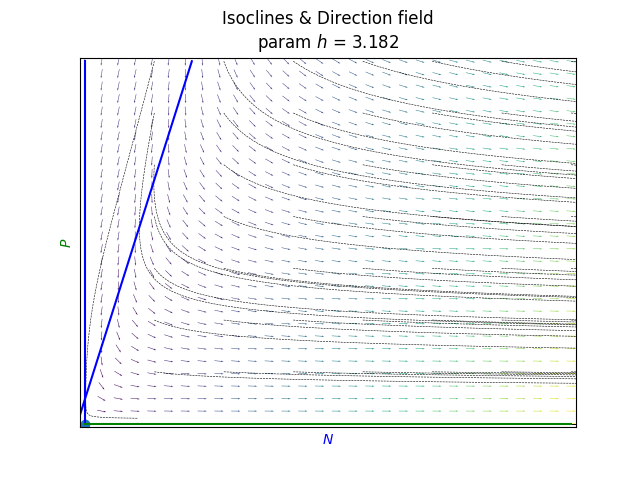 Isoclines & Direction field
param h = 3.182
P
N